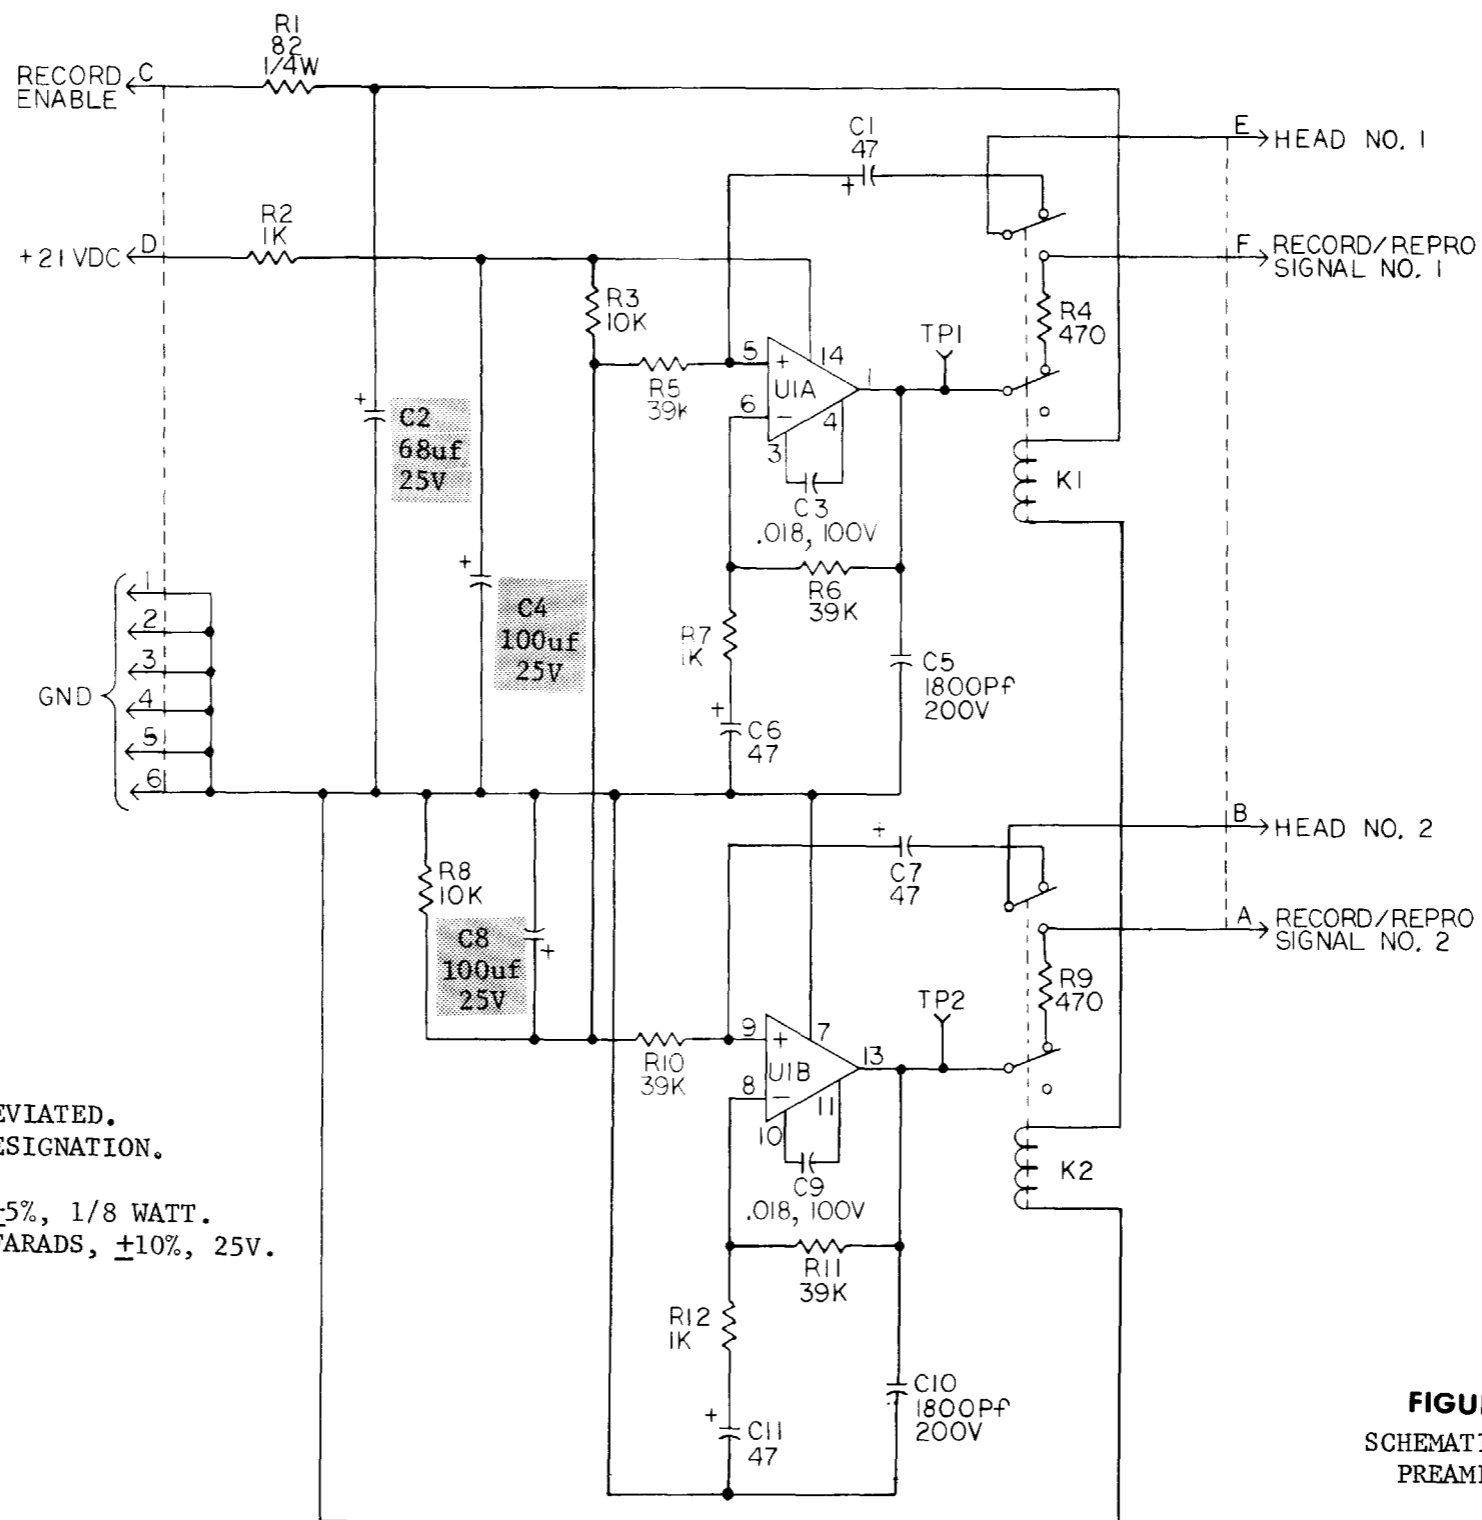 R1
82
1/4W
RECORD
ENABLE
C
E
HEAD NO. 1
C1
47
+
R2
1K
+21 VDC
D
F
RECORD/REPRO
SIGNAL NO. 1
R3
10K
R4
470
TP1
5
+
14
U1A
1
R5
39K
6
−
4
3
+
C2
68uf
25V
K1
C3
.018, 100V
+
C4
100uf
25V
R6
39K
GND
1
2
3
4
5
6
R7
1K
C5
1800Pf
200V
+
C6
47
B
HEAD NO. 2
+
C7
47
R8
10K
A
RECORD/REPRO
SIGNAL NO. 2
C8
100uf
25V
+
R9
470
TP2
9
+
7
13
U1B
R10
39K
8
−
11
10
K2
C9
.018, 100V
EVIATED.
ESIGNATION.
5%, 1/8 WATT.
FARADS, ±10%, 25V.
R11
39K
R12
1K
C10
1800Pf
200V
+
C11
47
FIGU
SCHEMATI
PREAM